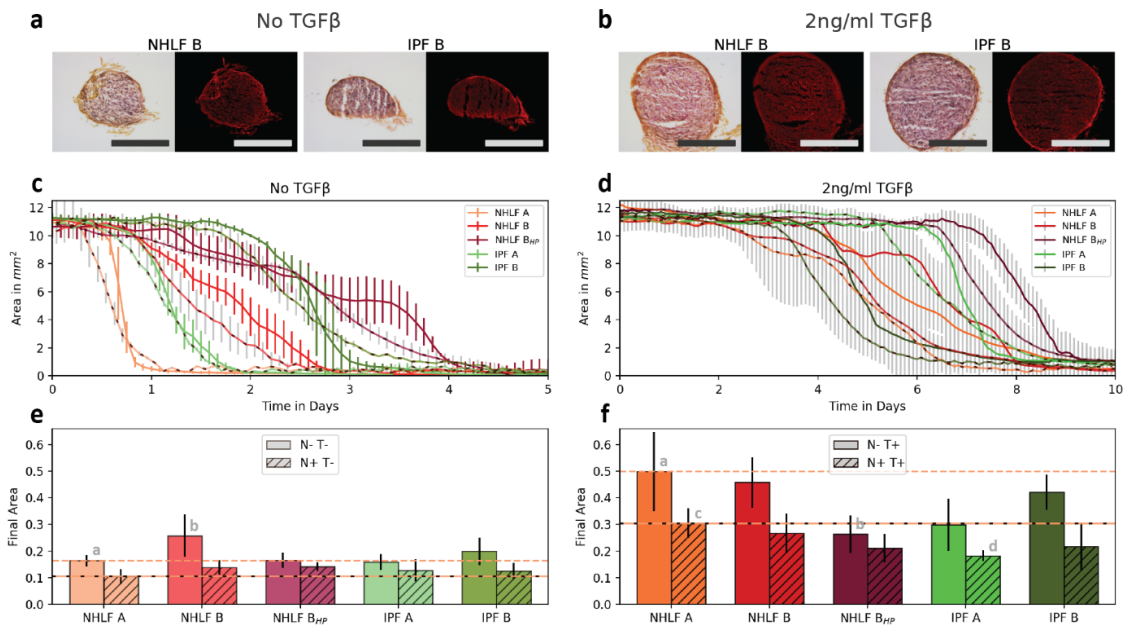 a
No TGFβ
b
2ng/ml TGFβ
NHLF B
IPF B
NHLF B
IPF B
c
No TGFβ
12
10
8
6
4
2
0
Area in mm²
NHLF A
NHLF B
NHLF B_HP
IPF A
IPF B
0 1 2 3 4 5
Time in Days
d
2ng/ml TGFβ
12
10
8
6
4
2
0
Area in mm²
NHLF A
NHLF B
NHLF B_HP
IPF A
IPF B
0 2 4 6 8 10
Time in Days
e
0.6
0.5
0.4
0.3
0.2
0.1
0.0
Final Area
N- T-
N+ T-
a
b
NHLF A NHLF B NHLF B_HP IPF A IPF B
f
0.6
0.5
0.4
0.3
0.2
0.1
0.0
Final Area
N- T+
N+ T+
a
c
b
d
NHLF A NHLF B NHLF B_HP IPF A IPF B